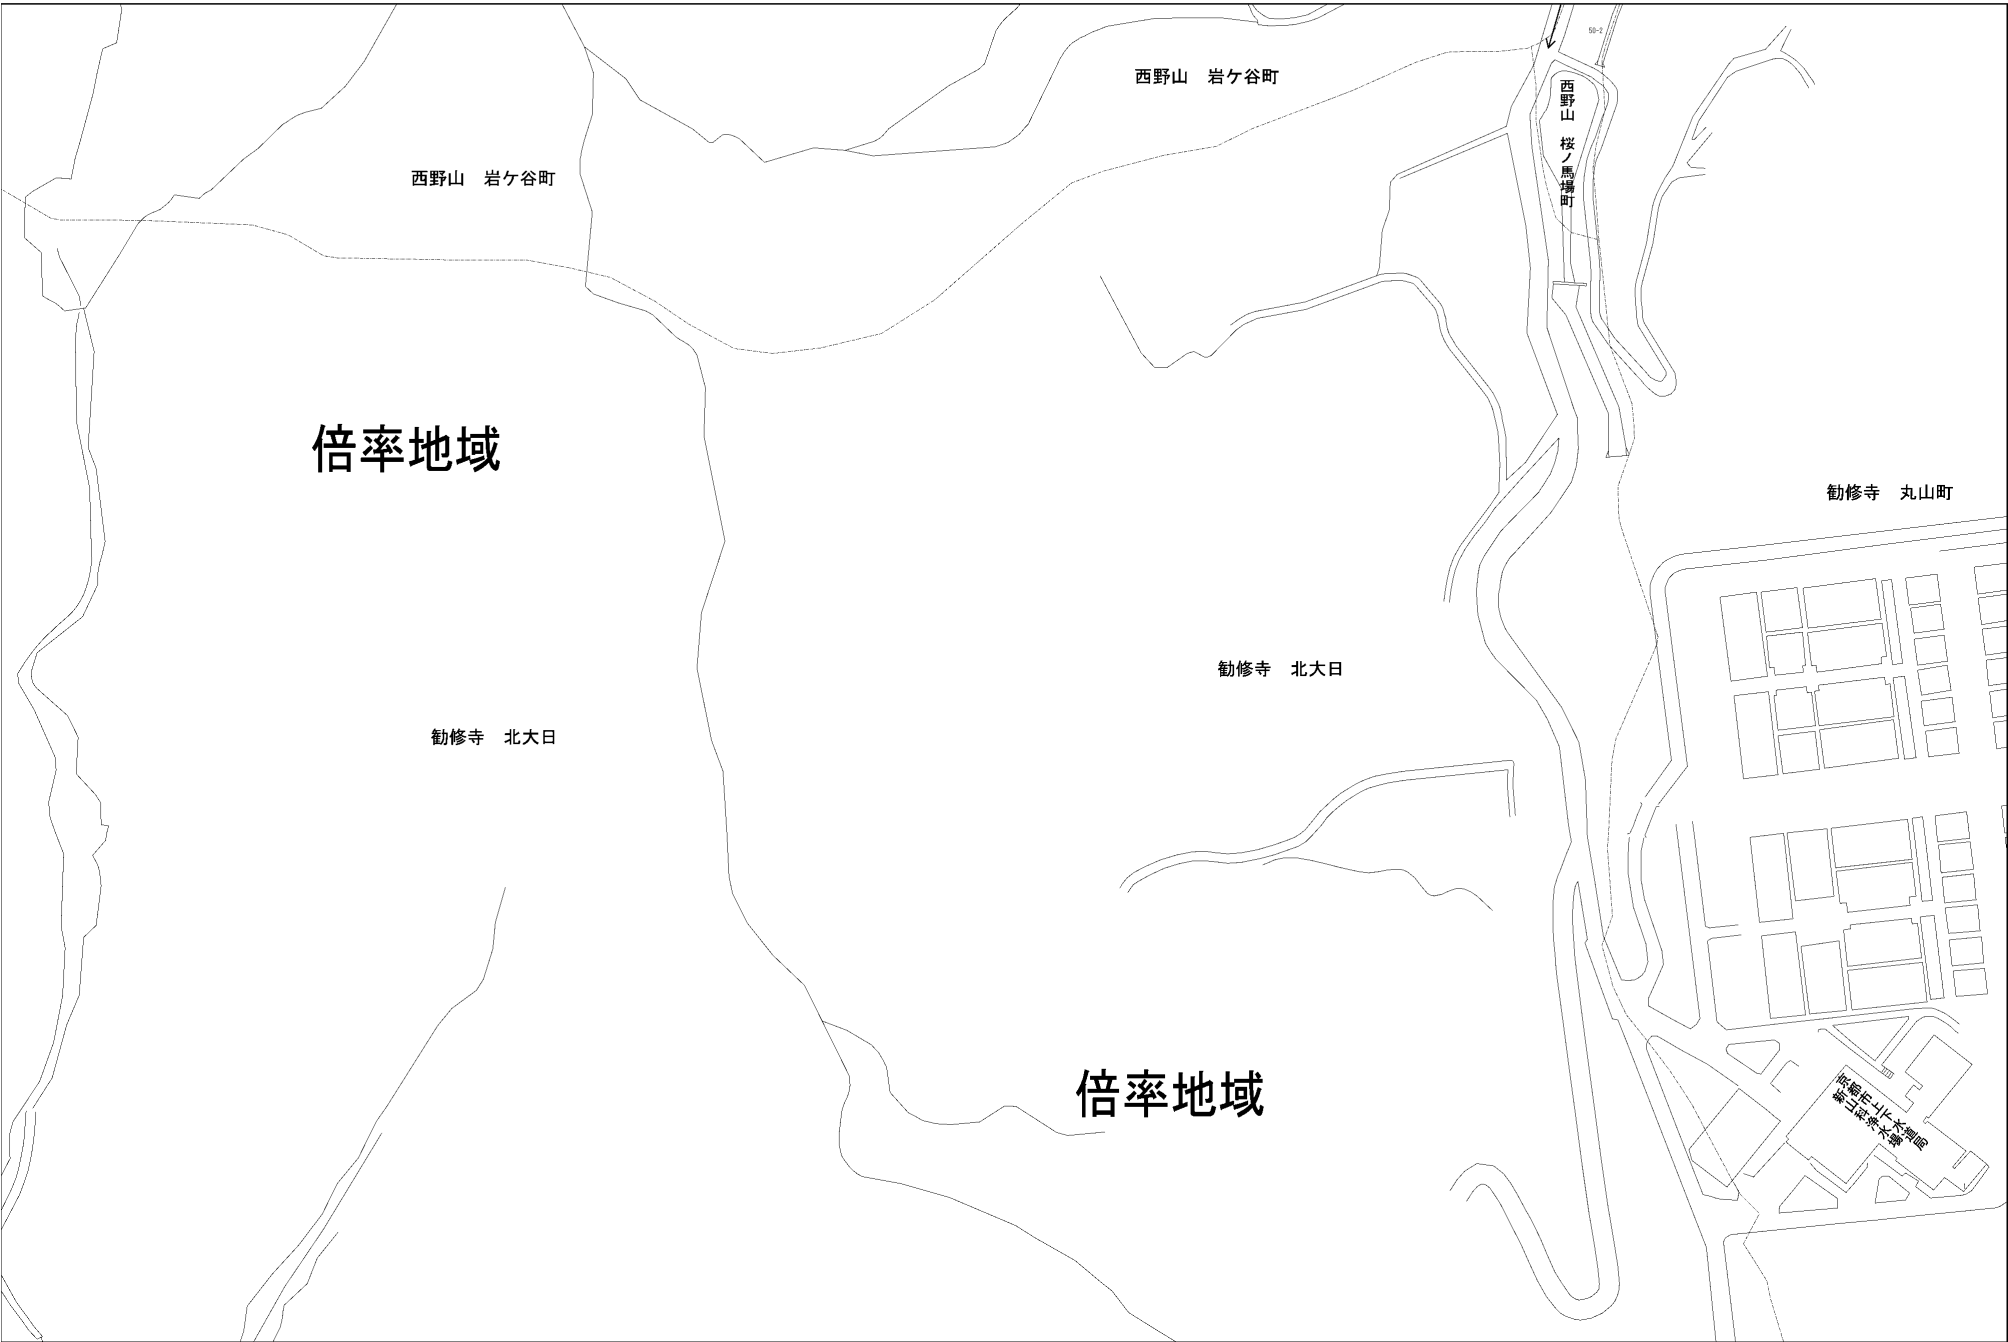 50-2
西野山　岩ケ谷町
西野山　桜ノ馬場町
西野山　岩ケ谷町
倍率地域
勧修寺　丸山町
勧修寺　北大日
勧修寺　北大日
倍率地域
京都市上下水道局
新山科浄水場